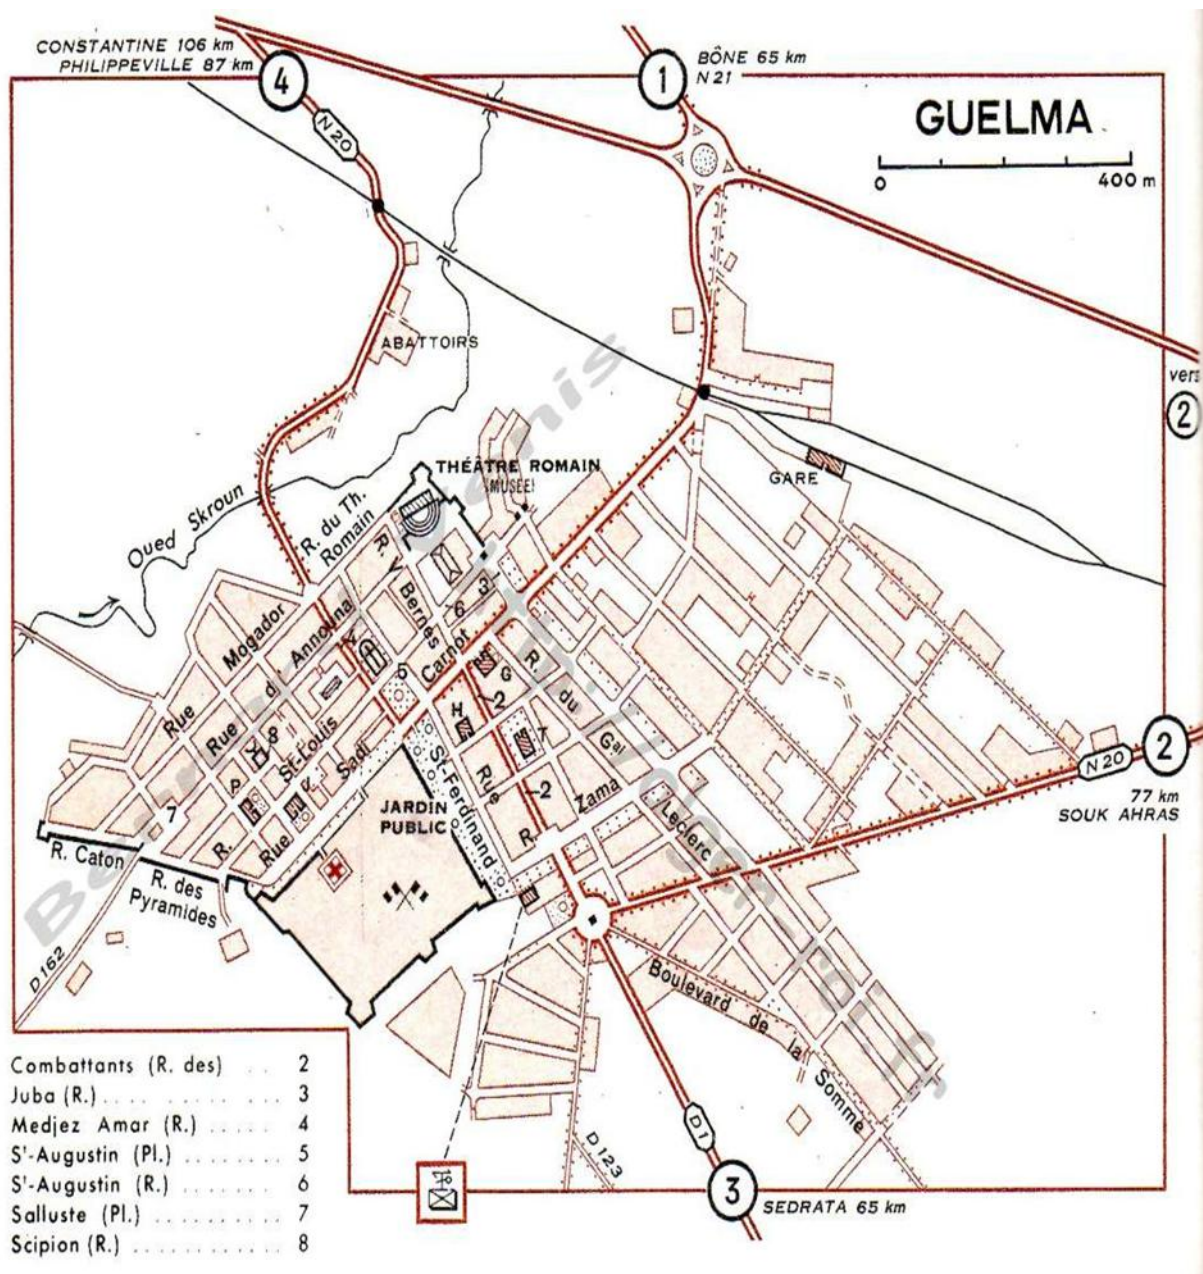 CONSTANTINE 106 km
PHILIPPEVILLE 87 km
4
N 20
1
BÔNE 65 km
N 21
GUELMA
0 400 m
vers
2
ABATTOIRS
THÉÂTRE ROMAIN
(MUSÉE)
GARE
Oued Skroun
R. du Th.
Romain
R. V. Bernès
Rue Mogador
Rue d'Announa
R. St-Louis
Rue Sadi Carnot
3
6
4
5
8
7
P
H
G
T
2
2
R. du Gal Leclerc
Rue St-Ferdinand
R. Zama
JARDIN
PUBLIC
R. Caton
R. des
Pyramides
D 162
N 20
2
77 km
SOUK AHRAS
Boulevard de la Somme
D 123
D 1
3
SEDRATA 65 km
Combattants (R. des) . . 2
Juba (R.) . . . . . . . . . . . . 3
Medjez Amar (R.) . . . . . 4
St-Augustin (Pl.) . . . . . . . . 5
St-Augustin (R.) . . . . . . . 6
Salluste (Pl.) . . . . . . . . . . 7
Scipion (R.) . . . . . . . . . . . . 8